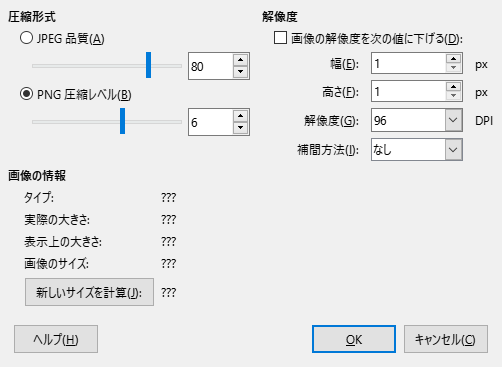 圧縮形式
JPEG 品質(A)
80
PNG 圧縮レベル(B)
6
画像の情報
タイプ: ???
実際の大きさ: ???
表示上の大きさ: ???
画像のサイズ: ???
新しいサイズを計算(J): ???
解像度
画像の解像度を次の値に下げる(D):
幅(E): 1 px
高さ(F): 1 px
解像度(G): 96 DPI
補間方法(I): なし
ヘルプ(H) OK キャンセル(C)